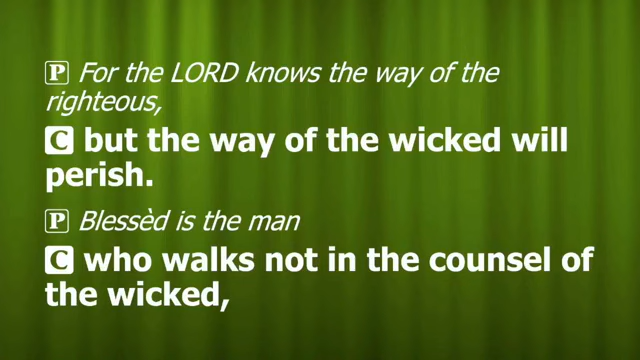 P For the LORD knows the way of the
righteous,
C but the way of the wicked will
perish.
P Blessèd is the man
C who walks not in the counsel of
the wicked,